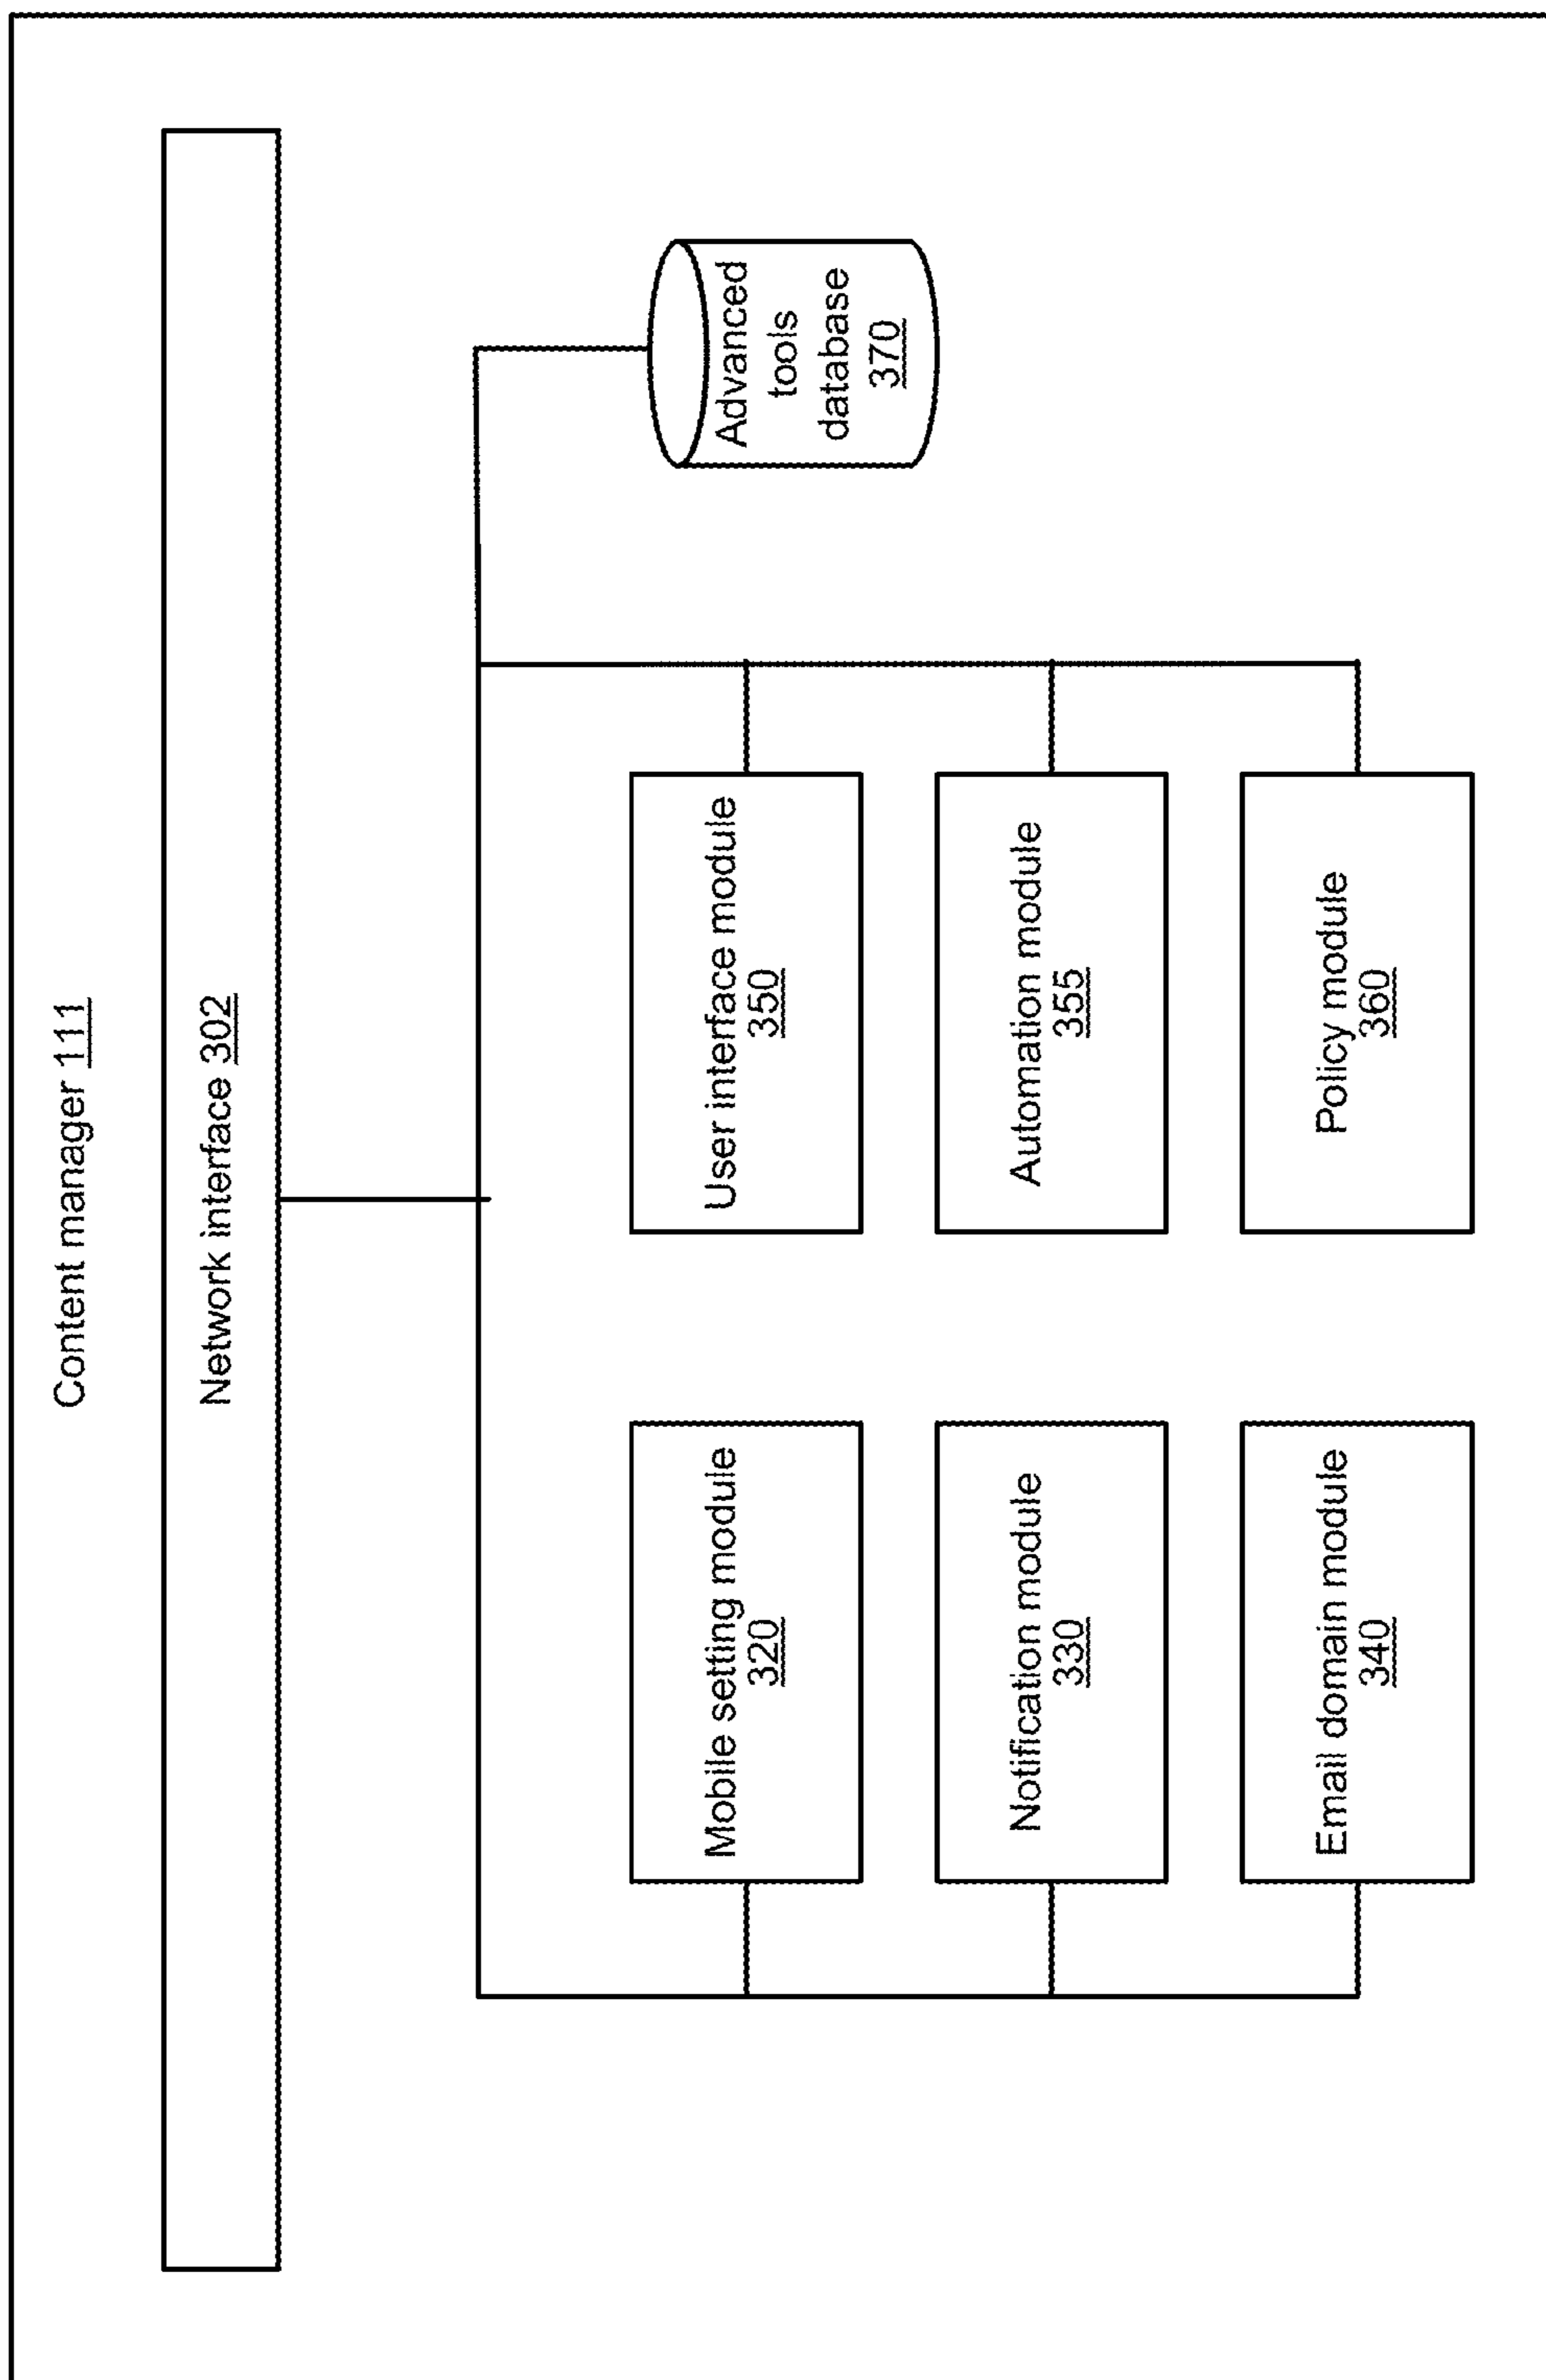 Content manager 111
Network interface 302
Mobile setting module
320
User interface module
350
Advanced
tools
database
370
Notification module
330
Automation module
355
Email domain module
340
Policy module
360